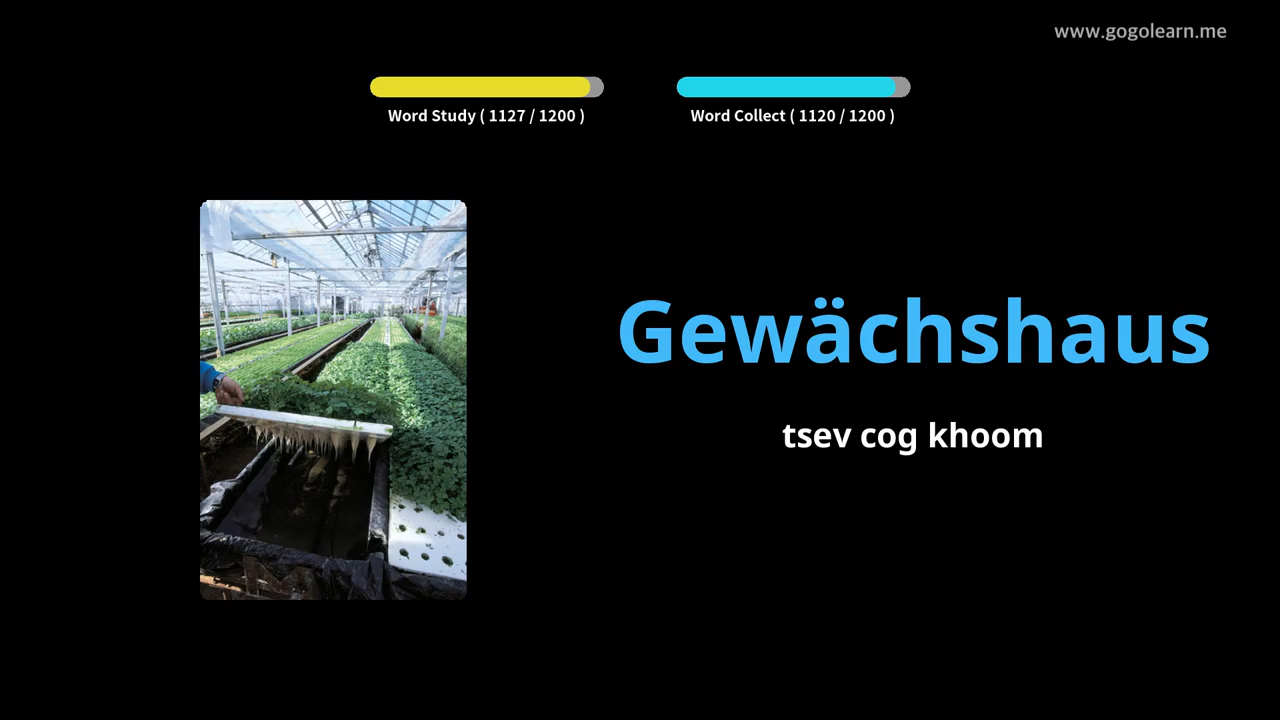 www.gogolearn.me
Word Study ( 1127 / 1200 )
Word Collect ( 1120 / 1200 )
Gewächshaus
tsev cog khoom